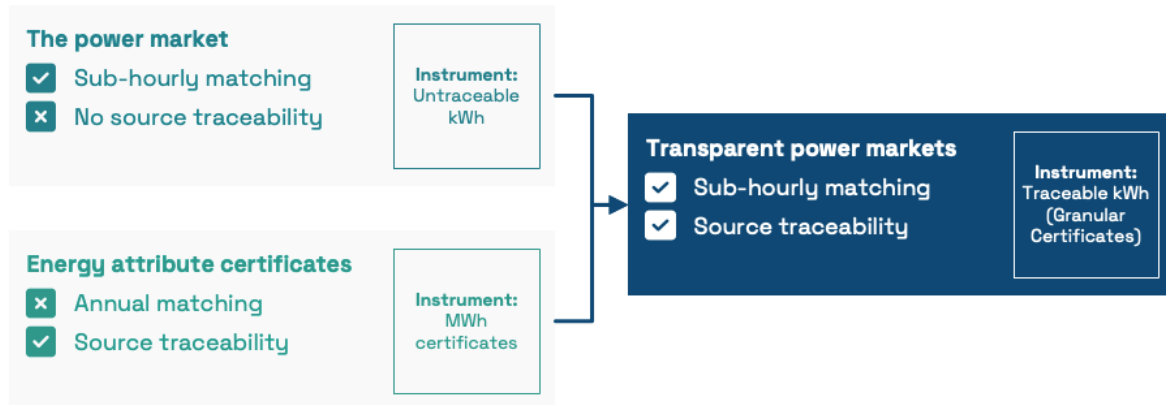 The power market
Sub-hourly matching
No source traceability
Instrument:
Untraceable
kWh
Energy attribute certificates
Annual matching
Source traceability
Instrument:
MWh
certificates
Transparent power markets
Sub-hourly matching
Source traceability
Instrument:
Traceable kWh
(Granular
Certificates)